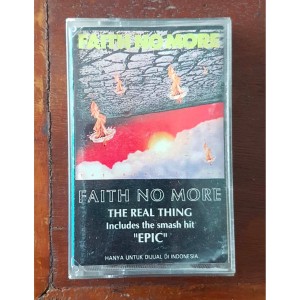 FAITH NO MORE
FAITH NO MORE
THE REAL THING
Includes the smash hit
"EPIC"
HANYA UNTUK DIJUAL DI INDONESIA